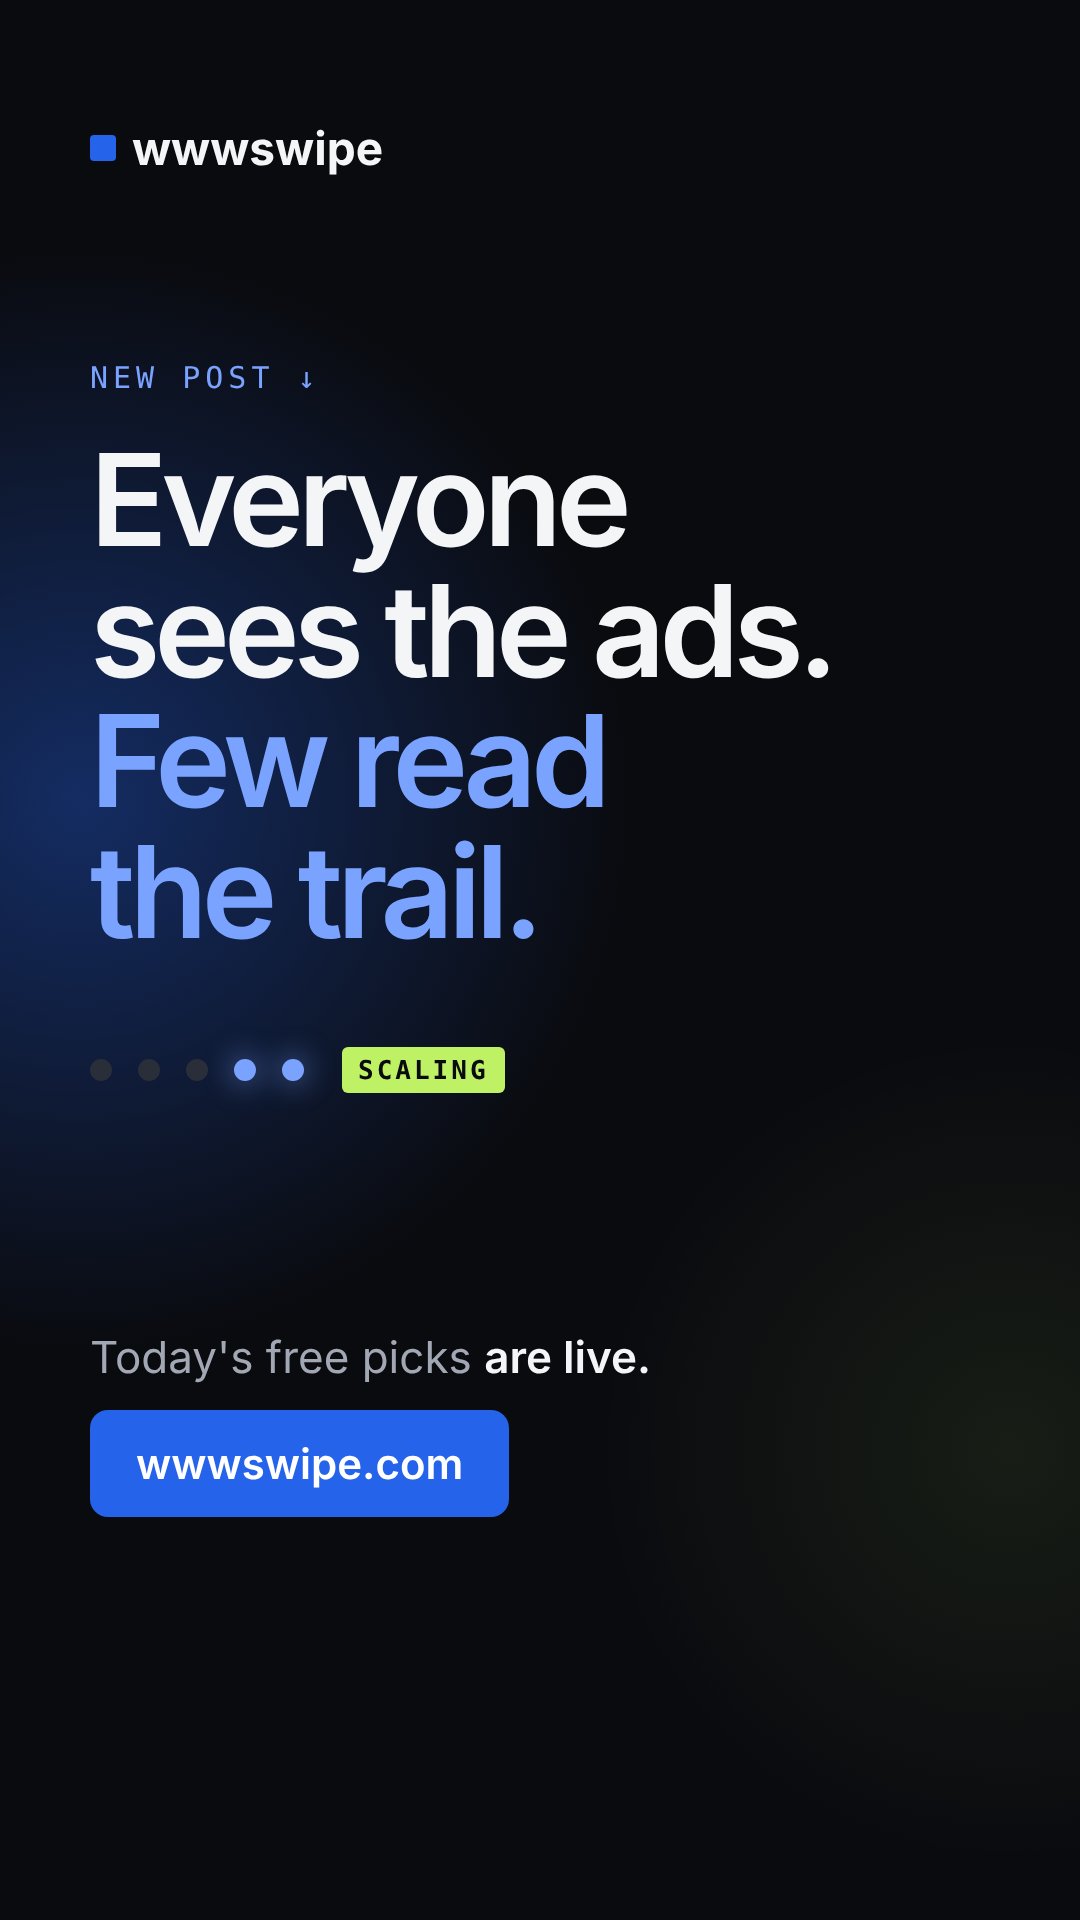 wwwswipe
NEW POST ↓
Everyone
sees the ads.
Few read
the trail.
SCALING
Today's free picks are live.
wwwswipe.com